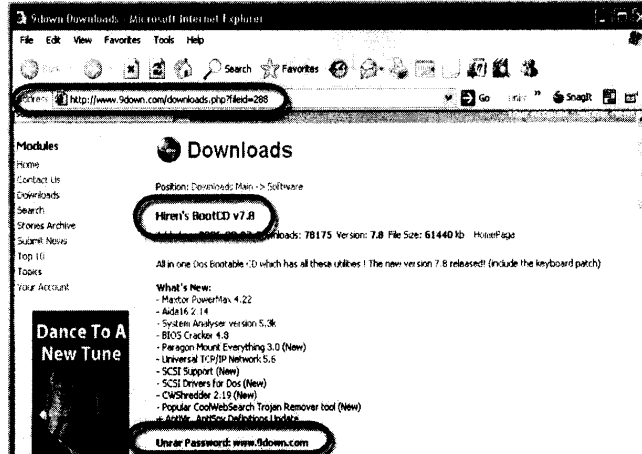 9down Downloads - Microsoft Internet Explorer
File Edit View Favorites Tools Help
Search Favorites
http://www.9down.com/downloads.php?fileid=288
Go Links » SnagIt
Modules
Home
Contact Us
Downloads
Search
Stories Archive
Submit News
Top 10
Topics
Your Account
Downloads
Position: Downloads Main -> Software
Hiren's BootCD v7.8
78175 Version: 7.8 File Size: 61440 kb HomePage
All in one Dos Bootable CD which has all these utilities ! The new version 7.8 released! (include the keyboard patch)
What's New:
- Maxtor PowerMax 4.22
- Aida16 2.14
- System Analyser version 5.3k
- BIOS Cracker 4.8
- Paragon Mount Everything 3.0 (New)
- Universal TCP/IP Network 5.6
- SCSI Support (New)
- SCSI Drivers for Dos (New)
- CWShredder 2.19 (New)
- Popular CoolWebSearch Trojan Remover tool (New)
+ AntiVir, AntiSpy Definitions Update
Unrar Password: www.9down.com
Dance To A
New Tune